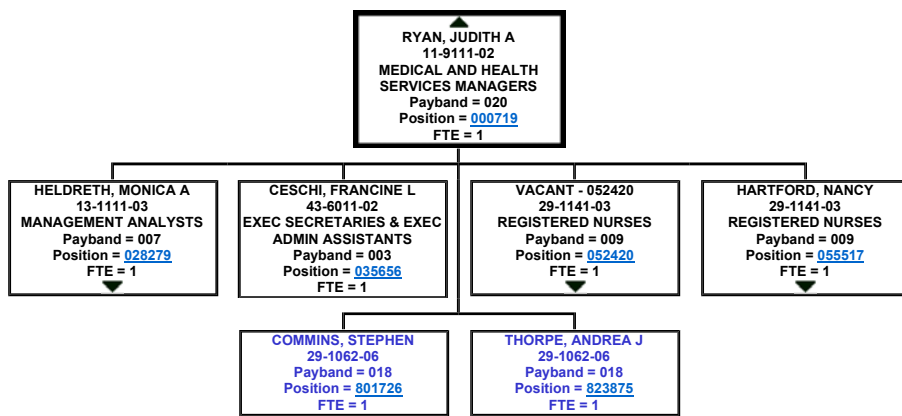 RYAN, JUDITH A
11-9111-02
MEDICAL AND HEALTH
SERVICES MANAGERS
Payband = 020
Position = 000719
FTE = 1
HELDRETH, MONICA A
13-1111-03
MANAGEMENT ANALYSTS
Payband = 007
Position = 028279
FTE = 1
CESCHI, FRANCINE L
43-6011-02
EXEC SECRETARIES & EXEC
ADMIN ASSISTANTS
Payband = 003
Position = 035656
FTE = 1
VACANT - 052420
29-1141-03
REGISTERED NURSES
Payband = 009
Position = 052420
FTE = 1
HARTFORD, NANCY
29-1141-03
REGISTERED NURSES
Payband = 009
Position = 055517
FTE = 1
COMMINS, STEPHEN
29-1062-06
Payband = 018
Position = 801726
FTE = 1
THORPE, ANDREA J
29-1062-06
Payband = 018
Position = 823875
FTE = 1